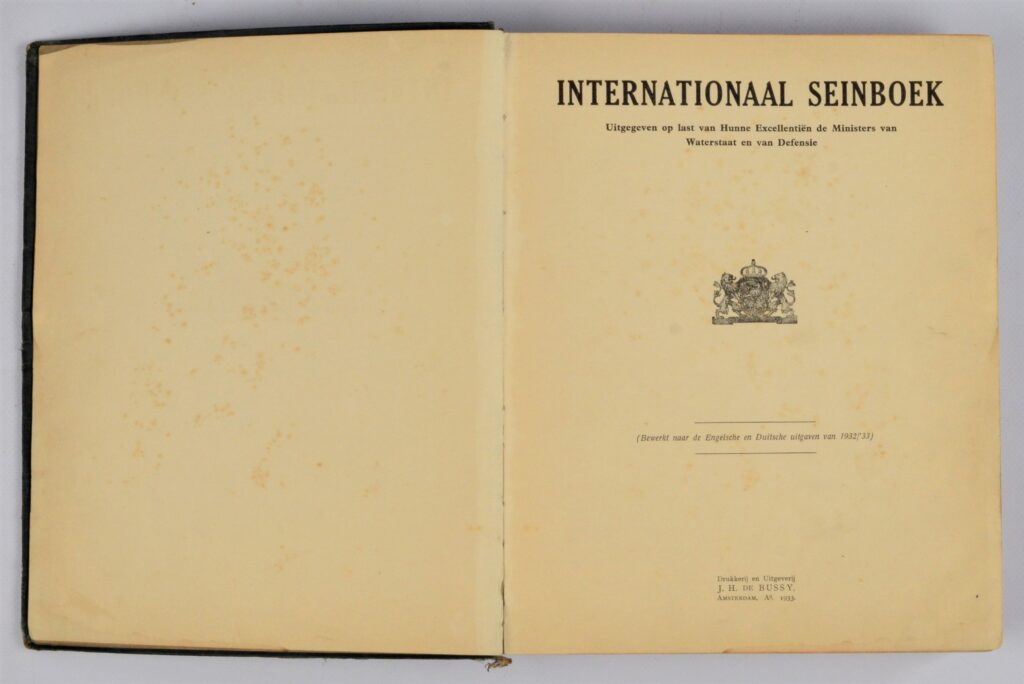 INTERNATIONAAL SEINBOEK
Uitgegeven op last van Hunne Excellentiën de Ministers van
Waterstaat en van Defensie
(Bewerkt naar de Engelsche en Duitsche uitgaven van 1932/'33)
Drukkerij en Uitgeverij
J. H. DE BUSSY,
AMSTERDAM, Aº. 1933.